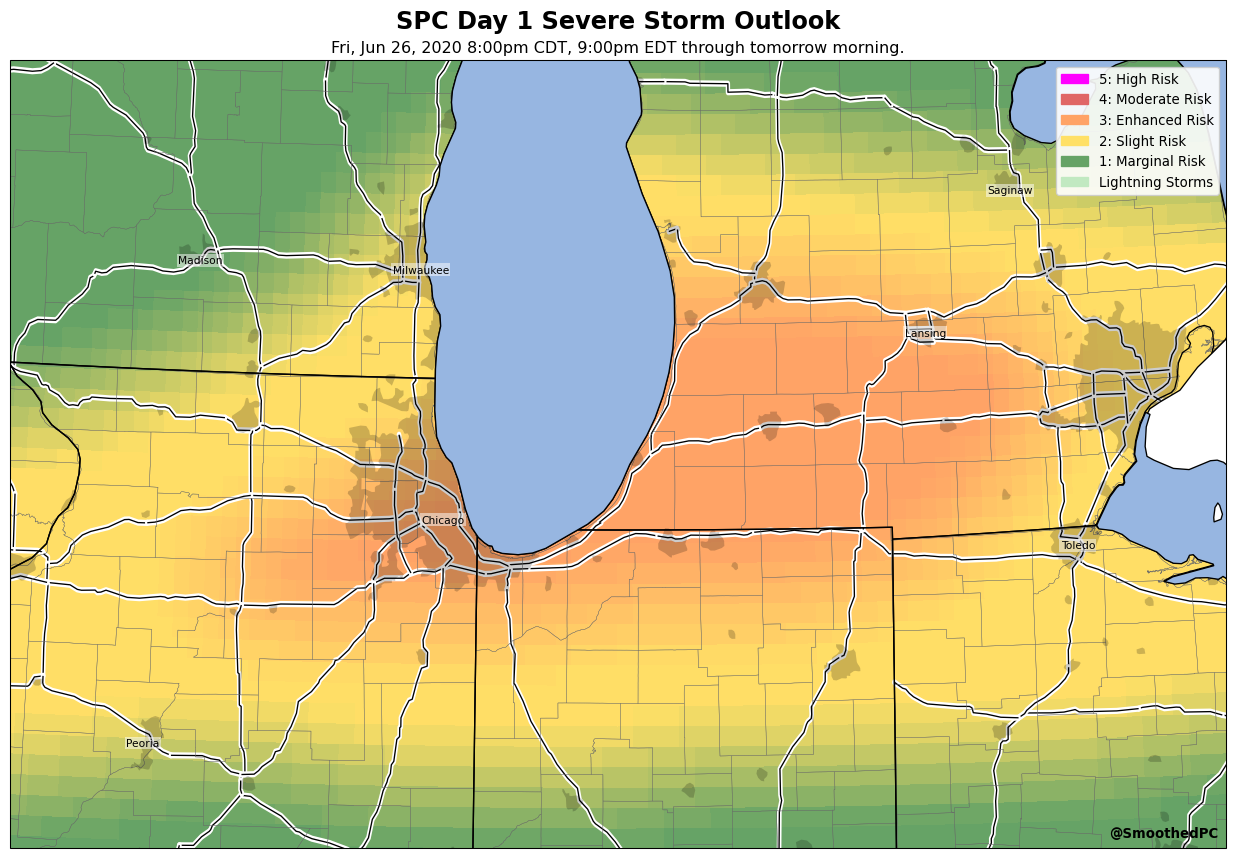 SPC Day 1 Severe Storm Outlook
Fri, Jun 26, 2020 8:00pm CDT, 9:00pm EDT through tomorrow morning.
5: High Risk
4: Moderate Risk
3: Enhanced Risk
2: Slight Risk
1: Marginal Risk
Lightning Storms
Saginaw
Madison
Milwaukee
Lansing
Chicago
Toledo
Peoria
@SmoothedPC